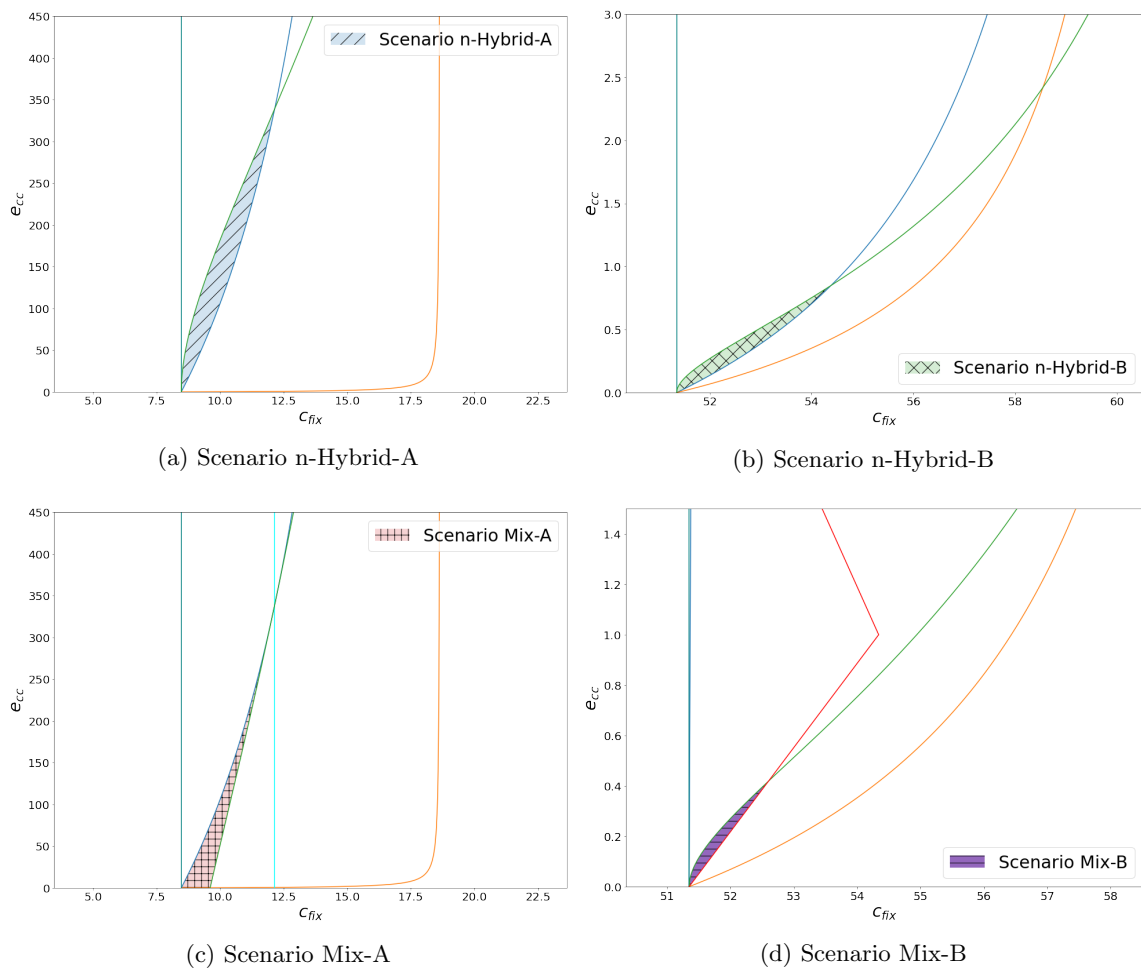 450
400
350
300
250
200
150
100
50
0
e_cc
5.0 7.5 10.0 12.5 15.0 17.5 20.0 22.5
c_fix
Scenario n-Hybrid-A
(a) Scenario n-Hybrid-A
3.0
2.5
2.0
1.5
1.0
0.5
0.0
e_cc
52 54 56 58 60
c_fix
Scenario n-Hybrid-B
(b) Scenario n-Hybrid-B
450
400
350
300
250
200
150
100
50
0
e_cc
5.0 7.5 10.0 12.5 15.0 17.5 20.0 22.5
c_fix
Scenario Mix-A
(c) Scenario Mix-A
1.4
1.2
1.0
0.8
0.6
0.4
0.2
0.0
e_cc
51 52 53 54 55 56 57 58
c_fix
Scenario Mix-B
(d) Scenario Mix-B